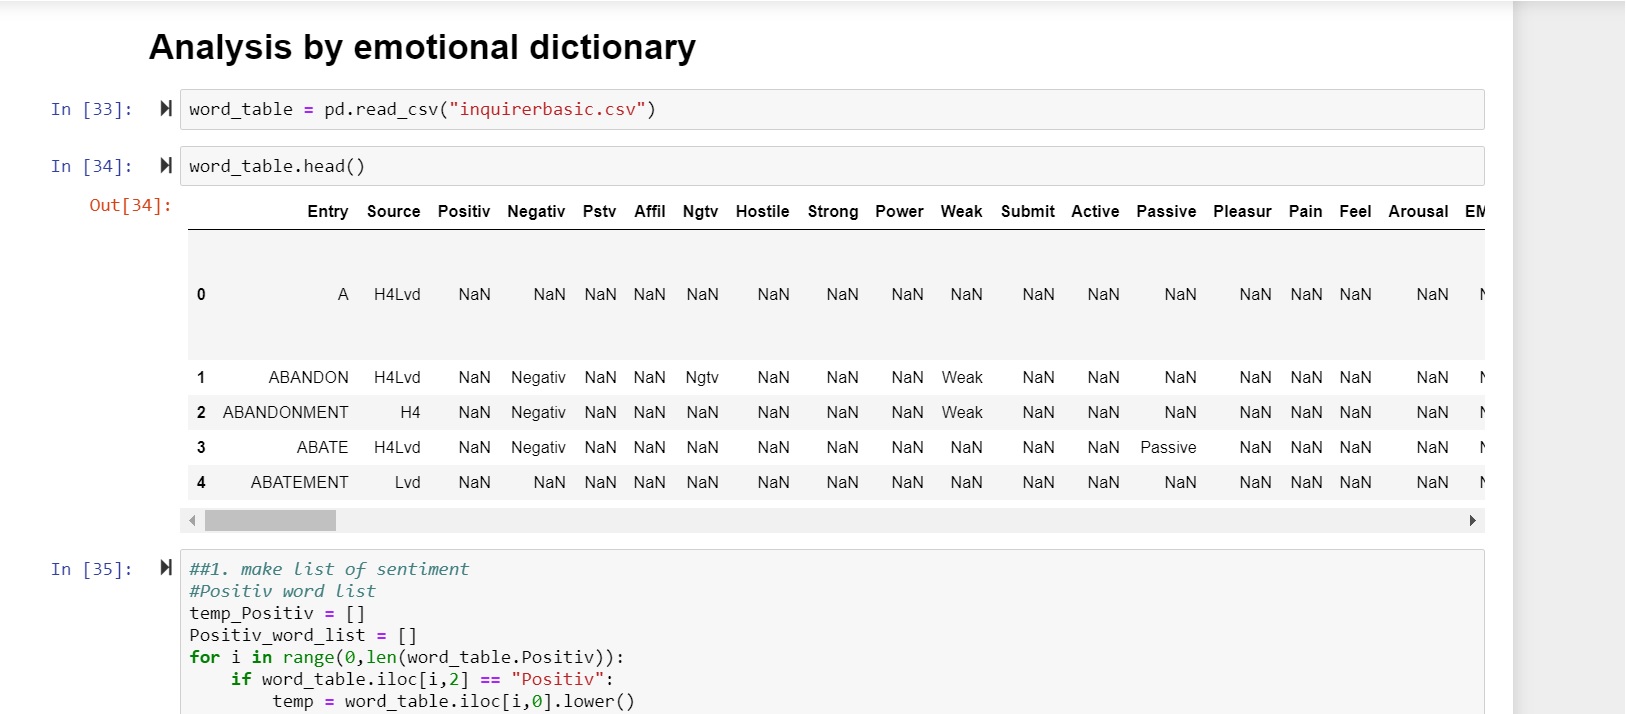 Analysis by emotional dictionary
In [33]: word_table = pd.read_csv("inquirerbasic.csv")
In [34]: word_table.head()
Out[34]:
Entry Source Positiv Negativ Pstv Affil Ngtv Hostile Strong Power Weak Submit Active Passive Pleasur Pain Feel Arousal EM
0 A H4Lvd NaN NaN NaN NaN NaN NaN NaN NaN NaN NaN NaN NaN NaN NaN NaN NaN
1 ABANDON H4Lvd NaN Negativ NaN NaN Ngtv NaN NaN NaN Weak NaN NaN NaN NaN NaN NaN NaN
2 ABANDONMENT H4 NaN Negativ NaN NaN NaN NaN NaN NaN Weak NaN NaN NaN NaN NaN NaN NaN
3 ABATE H4Lvd NaN Negativ NaN NaN NaN NaN NaN NaN NaN NaN NaN Passive NaN NaN NaN NaN
4 ABATEMENT Lvd NaN NaN NaN NaN NaN NaN NaN NaN NaN NaN NaN NaN NaN NaN NaN NaN
In [35]: ##1. make list of sentiment
#Positiv word list
temp_Positiv = []
Positiv_word_list = []
for i in range(0,len(word_table.Positiv)):
    if word_table.iloc[i,2] == "Positiv":
        temp = word_table.iloc[i,0].lower()